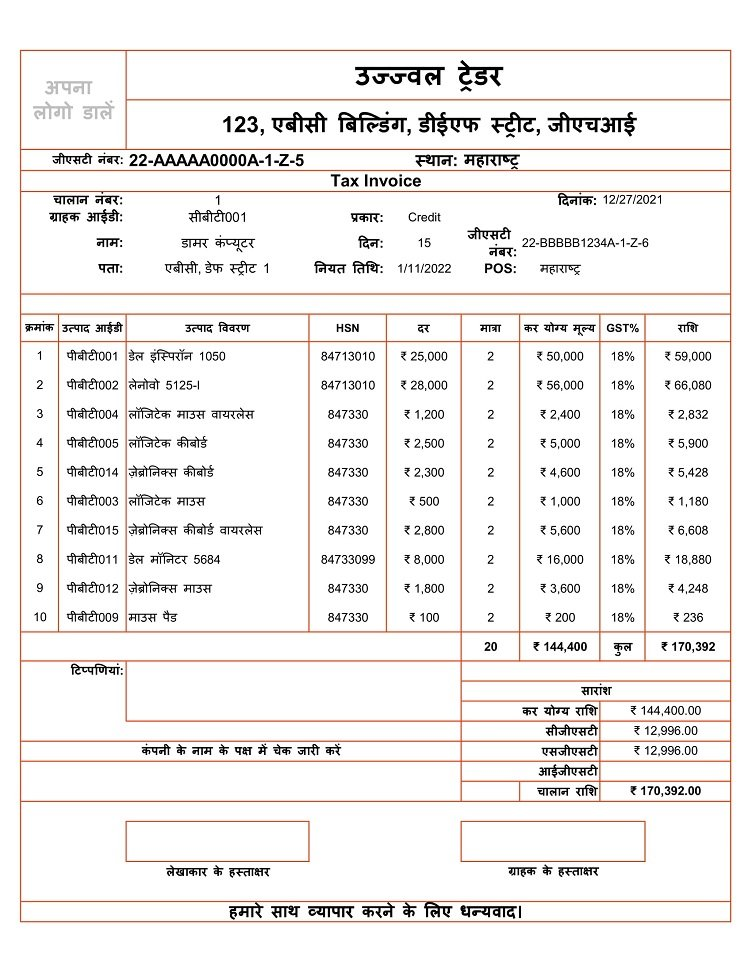 अपना
लोगो डालें
उज्ज्वल ट्रेडर
123, एबीसी बिल्डिंग, डीईएफ स्ट्रीट, जीएचआई
जीएसटी नंबर: 22-AAAAA0000A-1-Z-5 स्थान: महाराष्ट्र
Tax Invoice
चालान नंबर: 1 दिनांक: 12/27/2021
ग्राहक आईडी: सीबीटी001 प्रकार: Credit
नाम: डामर कंप्यूटर दिन: 15 जीएसटी नंबर: 22-BBBBB1234A-1-Z-6
पता: एबीसी, डेफ स्ट्रीट 1 नियत तिथि: 1/11/2022 POS: महाराष्ट्र
क्रमांक उत्पाद आईडी उत्पाद विवरण HSN दर मात्रा कर योग्य मूल्य GST% राशि
1 पीबीटी001 डेल इंस्पिरॉन 1050 84713010 ₹ 25,000 2 ₹ 50,000 18% ₹ 59,000
2 पीबीटी002 लेनोवो 5125-I 84713010 ₹ 28,000 2 ₹ 56,000 18% ₹ 66,080
3 पीबीटी004 लॉजिटेक माउस वायरलेस 847330 ₹ 1,200 2 ₹ 2,400 18% ₹ 2,832
4 पीबीटी005 लॉजिटेक कीबोर्ड 847330 ₹ 2,500 2 ₹ 5,000 18% ₹ 5,900
5 पीबीटी014 ज़ेब्रोनिक्स कीबोर्ड 847330 ₹ 2,300 2 ₹ 4,600 18% ₹ 5,428
6 पीबीटी003 लॉजिटेक माउस 847330 ₹ 500 2 ₹ 1,000 18% ₹ 1,180
7 पीबीटी015 ज़ेब्रोनिक्स कीबोर्ड वायरलेस 847330 ₹ 2,800 2 ₹ 5,600 18% ₹ 6,608
8 पीबीटी011 डेल मॉनिटर 5684 84733099 ₹ 8,000 2 ₹ 16,000 18% ₹ 18,880
9 पीबीटी012 ज़ेब्रोनिक्स माउस 847330 ₹ 1,800 2 ₹ 3,600 18% ₹ 4,248
10 पीबीटी009 माउस पैड 847330 ₹ 100 2 ₹ 200 18% ₹ 236
20 ₹ 144,400 कुल ₹ 170,392
टिप्पणियां:
सारांश
कर योग्य राशि ₹ 144,400.00
सीजीएसटी ₹ 12,996.00
कंपनी के नाम के पक्ष में चेक जारी करें एसजीएसटी ₹ 12,996.00
आईजीएसटी
चालान राशि ₹ 170,392.00
लेखाकार के हस्ताक्षर ग्राहक के हस्ताक्षर
हमारे साथ व्यापार करने के लिए धन्यवाद।